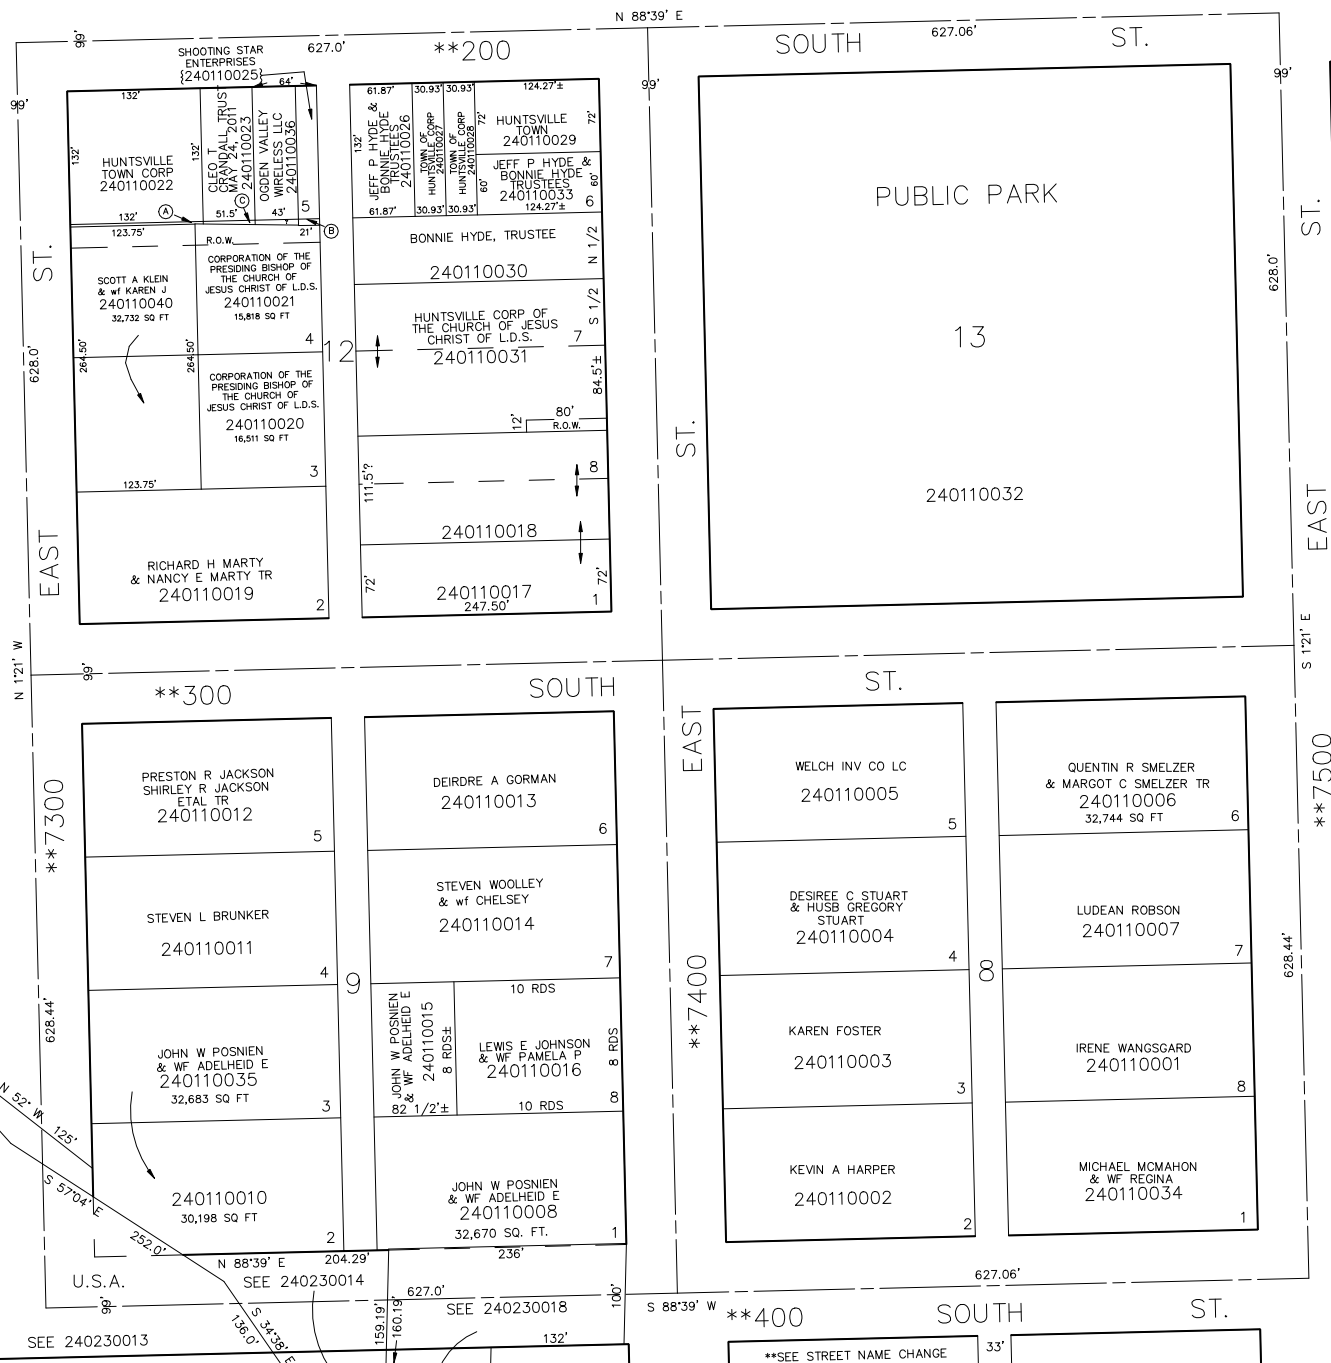 N 88°39' E
99'
627.0'
**200
SOUTH
627.06'
ST.
SHOOTING STAR
ENTERPRISES
{240110025}
64'
99'
99'
99'
132'
132'
132'
HUNTSVILLE
TOWN CORP
240110022
132'
CLEO T
CRANDALL TRUST
MAY 24, 2011
240110023
51.5'
OGDEN VALLEY
WIRELESS LLC
240110036
43'
5
A
C
B
21'
61.87'
132'
JEFF P HYDE &
BONNIE HYDE
TRUSTEES
240110026
61.87'
30.93'
30.93'
TOWN OF
HUNTSVILLE CORP
240110027
TOWN OF
HUNTSVILLE CORP
240110028
30.93'
30.93'
124.27'±
72'
72'
HUNTSVILLE
TOWN
240110029
JEFF P HYDE &
BONNIE HYDE
TRUSTEES
240110033
60'
60'
124.27'±
6
PUBLIC PARK
13
240110032
ST.
628.0'
EAST
ST.
628.0'
EAST
123.75'
R.O.W.
SCOTT A KLEIN
& wf KAREN J
240110040
32,732 SQ FT
264.50'
264.50'
123.75'
CORPORATION OF THE
PRESIDING BISHOP OF
THE CHURCH OF
JESUS CHRIST OF L.D.S.
240110021
15,818 SQ FT
4
12
CORPORATION OF THE
PRESIDING BISHOP OF
THE CHURCH OF
JESUS CHRIST OF L.D.S.
240110020
16,511 SQ FT
3
BONNIE HYDE, TRUSTEE
240110030
N 1/2
S 1/2
HUNTSVILLE CORP OF
THE CHURCH OF JESUS
CHRIST OF L.D.S.
240110031
7
84.5'±
80'
12'
R.O.W.
111.5'?
8
240110018
72'
240110017
247.50'
72'
1
RICHARD H MARTY
& NANCY E MARTY TR
240110019
2
ST.
N 1°21' W
S 1°21' E
99'
**300
SOUTH
ST.
**7300
EAST
**7500
PRESTON R JACKSON
SHIRLEY R JACKSON
ETAL TR
240110012
5
DEIRDRE A GORMAN
240110013
6
WELCH INV CO LC
240110005
5
QUENTIN R SMELZER
& MARGOT C SMELZER TR
240110006
32,744 SQ FT
6
STEVEN L BRUNKER
240110011
4
STEVEN WOOLLEY
& wf CHELSEY
240110014
7
DESIREE C STUART
& HUSB GREGORY
STUART
240110004
4
LUDEAN ROBSON
240110007
7
9
8
**7400
628.44'
628.44'
JOHN W POSNIEN
& WF ADELHEID E
240110035
32,683 SQ FT
3
JOHN W POSNIEN
& WF ADELHEID E
240110015
8 RDS±
82 1/2'±
10 RDS
LEWIS E JOHNSON
& WF PAMELA P
240110016
8 RDS
8
10 RDS
KAREN FOSTER
240110003
3
IRENE WANGSGARD
240110001
8
N 52° W
125'
S 57°04' E
252.0'
240110010
30,198 SQ FT
2
JOHN W POSNIEN
& WF ADELHEID E
240110008
32,670 SQ. FT.
1
KEVIN A HARPER
240110002
2
MICHAEL MCMAHON
& WF REGINA
240110034
1
N 88°39' E
204.29'
236'
U.S.A.
SEE 240230014
99'
627.0'
100'
S 88°39' W
627.06'
SEE 240230018
**400
SOUTH
ST.
SEE 240230013
S 34°38' E
136.0'
159.19'
160.19'
132'
**SEE STREET NAME CHANGE
33'